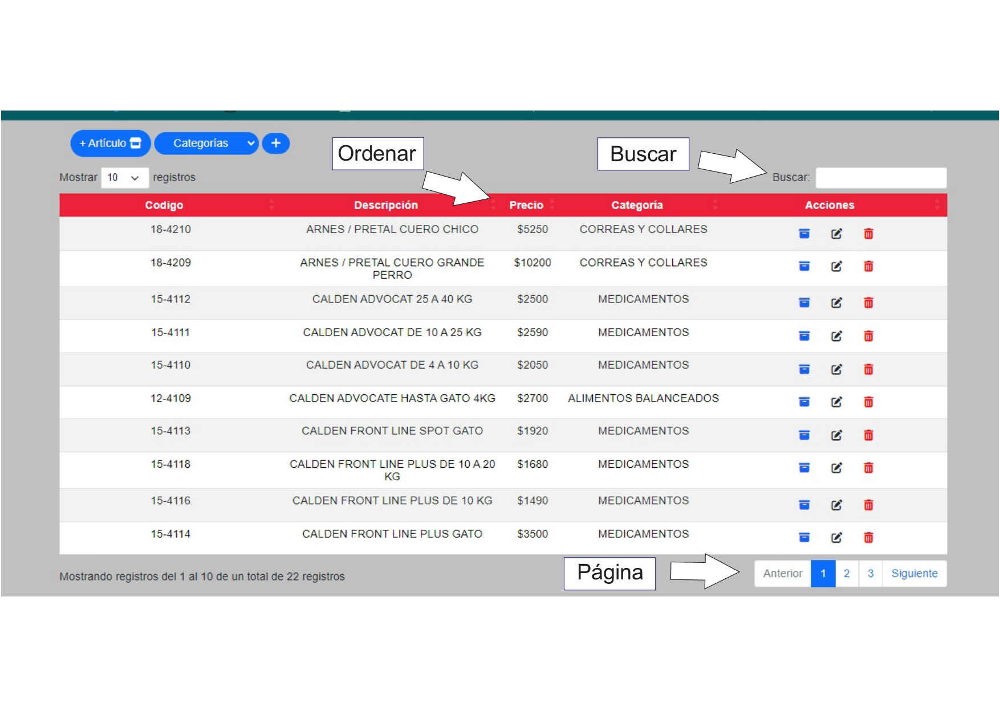 + Artículo
Categorías
+
Ordenar
Buscar
Mostrar 10 registros
Buscar:
Codigo Descripción Precio Categoría Acciones
18-4210 ARNES / PRETAL CUERO CHICO $5250 CORREAS Y COLLARES
18-4209 ARNES / PRETAL CUERO GRANDE $10200 CORREAS Y COLLARES
PERRO
15-4112 CALDEN ADVOCAT 25 A 40 KG $2500 MEDICAMENTOS
15-4111 CALDEN ADVOCAT DE 10 A 25 KG $2590 MEDICAMENTOS
15-4110 CALDEN ADVOCAT DE 4 A 10 KG $2050 MEDICAMENTOS
12-4109 CALDEN ADVOCATE HASTA GATO 4KG $2700 ALIMENTOS BALANCEADOS
15-4113 CALDEN FRONT LINE SPOT GATO $1920 MEDICAMENTOS
15-4118 CALDEN FRONT LINE PLUS DE 10 A 20 $1680 MEDICAMENTOS
KG
15-4116 CALDEN FRONT LINE PLUS DE 10 KG $1490 MEDICAMENTOS
15-4114 CALDEN FRONT LINE PLUS GATO $3500 MEDICAMENTOS
Mostrando registros del 1 al 10 de un total de 22 registros
Página
Anterior 1 2 3 Siguiente